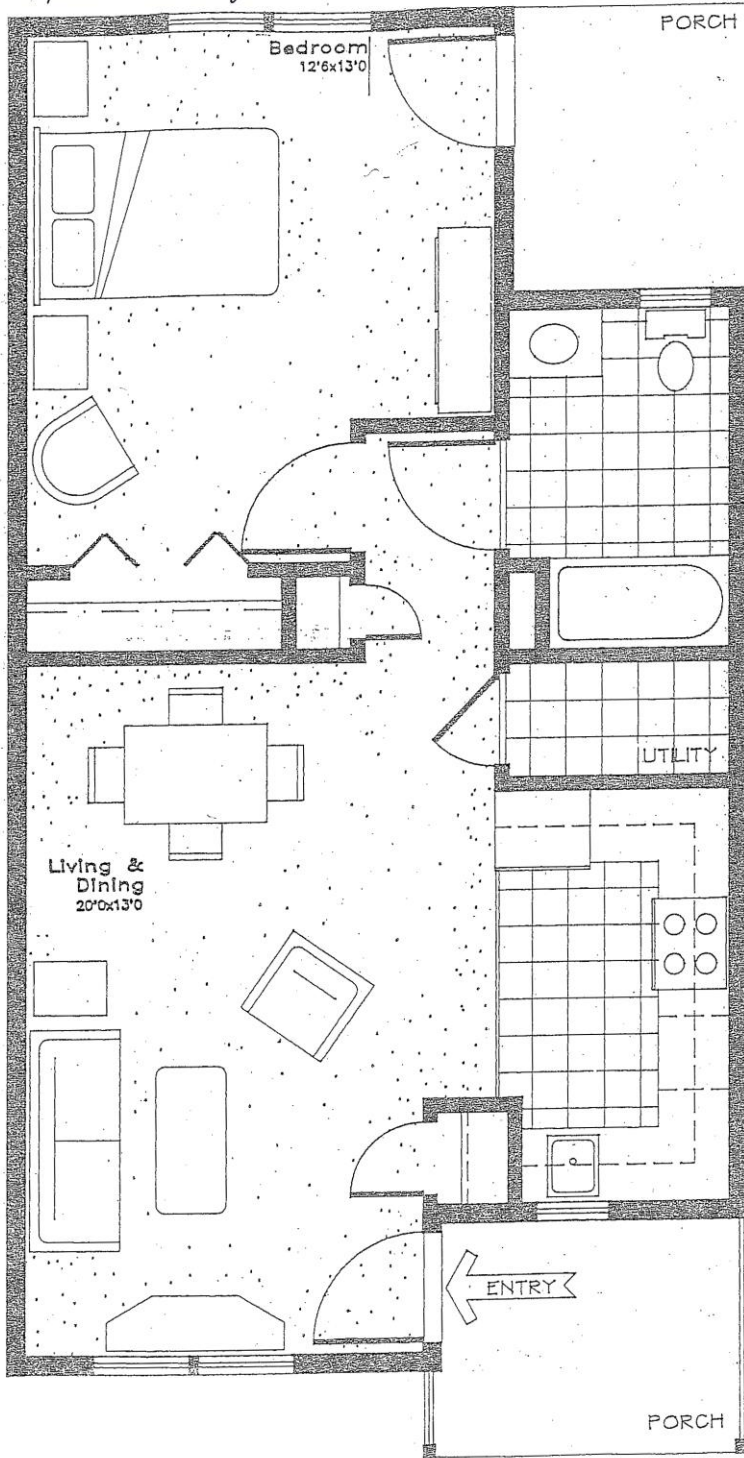 PORCH
Bedroom
12'6x13'0
UTILITY
Living &
Dining
20'0x13'0
ENTRY
PORCH